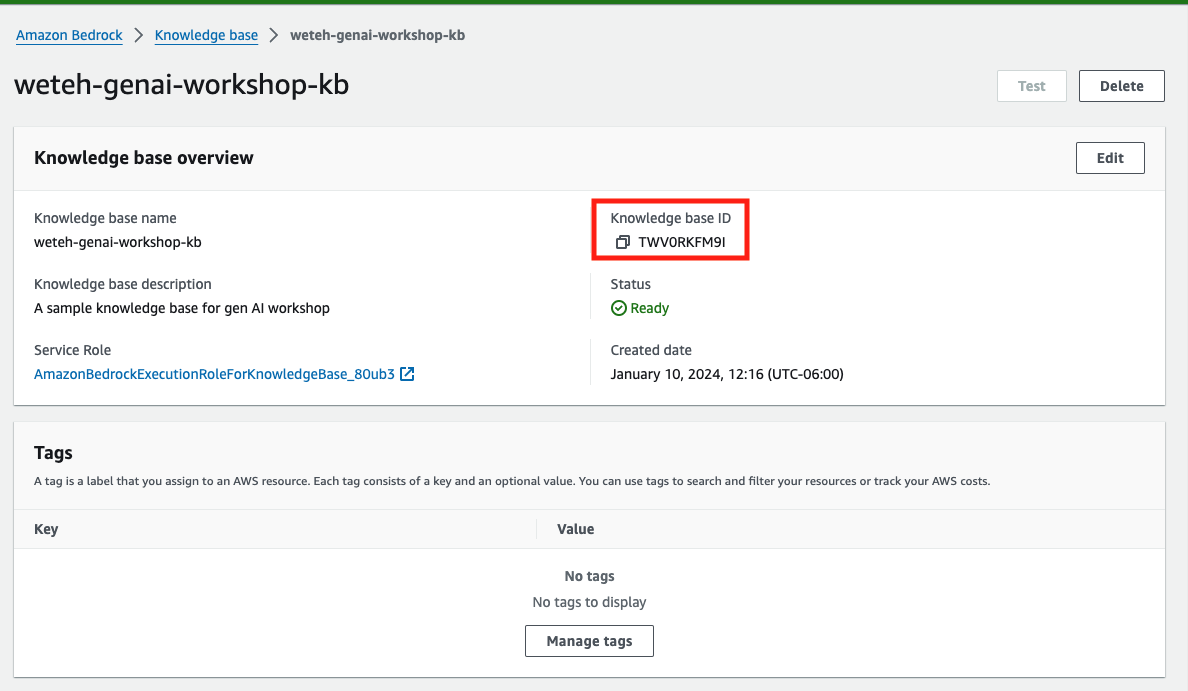 Amazon Bedrock > Knowledge base > weteh-genai-workshop-kb
weteh-genai-workshop-kb
Test
Delete
Knowledge base overview
Edit
Knowledge base name
weteh-genai-workshop-kb
Knowledge base ID
TWV0RKFM9I
Knowledge base description
A sample knowledge base for gen AI workshop
Status
Ready
Service Role
AmazonBedrockExecutionRoleForKnowledgeBase_80ub3
Created date
January 10, 2024, 12:16 (UTC-06:00)
Tags
A tag is a label that you assign to an AWS resource. Each tag consists of a key and an optional value. You can use tags to search and filter your resources or track your AWS costs.
Key
Value
No tags
No tags to display
Manage tags